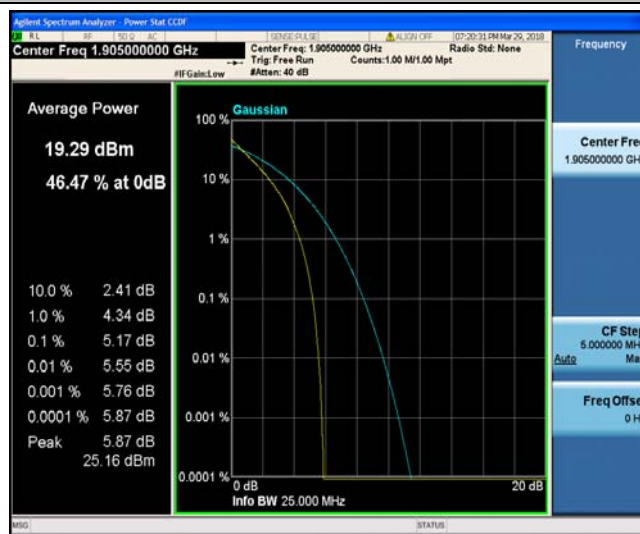 Agilent Spectrum Analyzer - Power Stat CCDF
RL RF 50 Ω AC SENSE:PULSE ALIGN OFF 07:20:31 PM Mar 29, 2018
Center Freq 1.905000000 GHz
Center Freq: 1.905000000 GHz Radio Std: None
Trig: Free Run Counts:1.00 M/1.00 Mpt
#IFGain:Low #Atten: 40 dB
Frequency
Average Power
19.29 dBm
46.47 % at 0dB
10.0 % 2.41 dB
1.0 % 4.34 dB
0.1 % 5.17 dB
0.01 % 5.55 dB
0.001 % 5.76 dB
0.0001 % 5.87 dB
Peak 5.87 dB
25.16 dBm
Gaussian
100 %
10 %
1 %
0.1 %
0.01 %
0.001 %
0.0001 %
0 dB 20 dB
Info BW 25.000 MHz
Center Fre
1.905000000 GH
CF Step
5.000000 MH
Auto Ma
Freq Offse
0 H
MSG STATUS